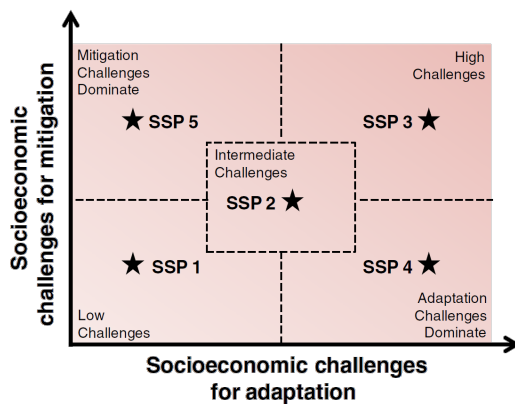 Mitigation
Challenges
Dominate
High
Challenges
SSP 5
SSP 3
Intermediate
Challenges
SSP 2
SSP 1
SSP 4
Low
Challenges
Adaptation
Challenges
Dominate
Socioeconomic
challenges for mitigation
Socioeconomic challenges
for adaptation